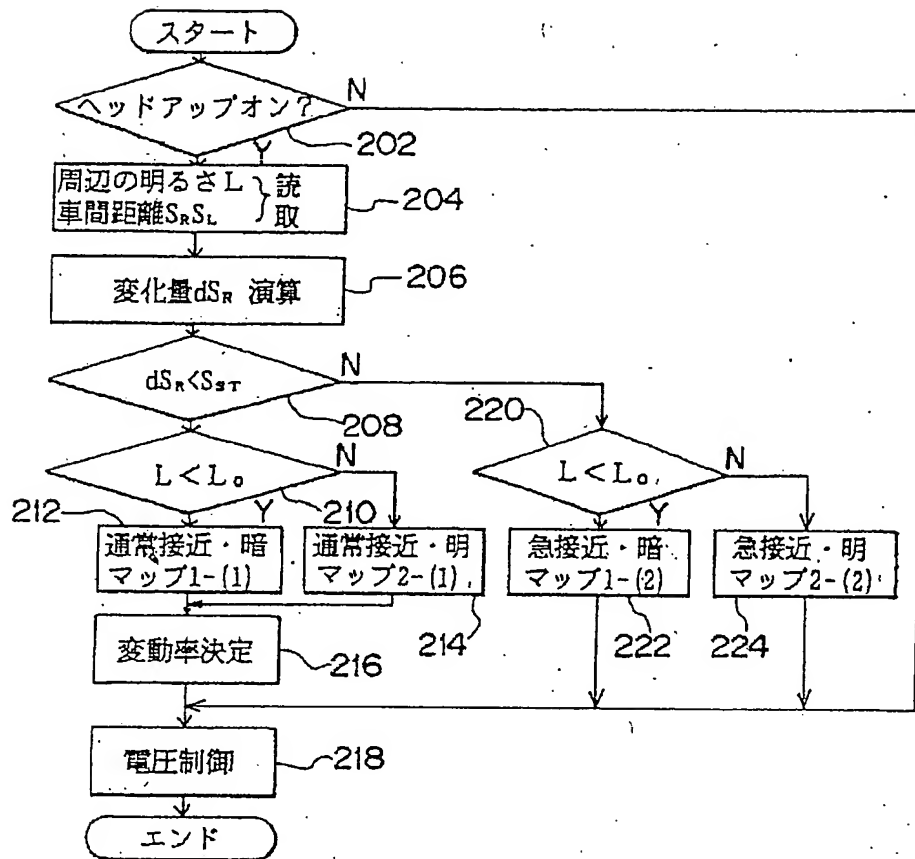 スタート
ヘッドアップオン?
N
202
Y
周辺の明るさL
車間距離SRSL
読
取
204
変化量dSR 演算
206
dSR<SST
N
208
L<Lo
N
210
Y
220
L<Lo
N
Y
212
通常接近・暗
マップ1-(1)
通常接近・明
マップ2-(1)
214
急接近・暗
マップ1-(2)
222
急接近・明
マップ2-(2)
224
変動率決定
216
電圧制御
218
エンド